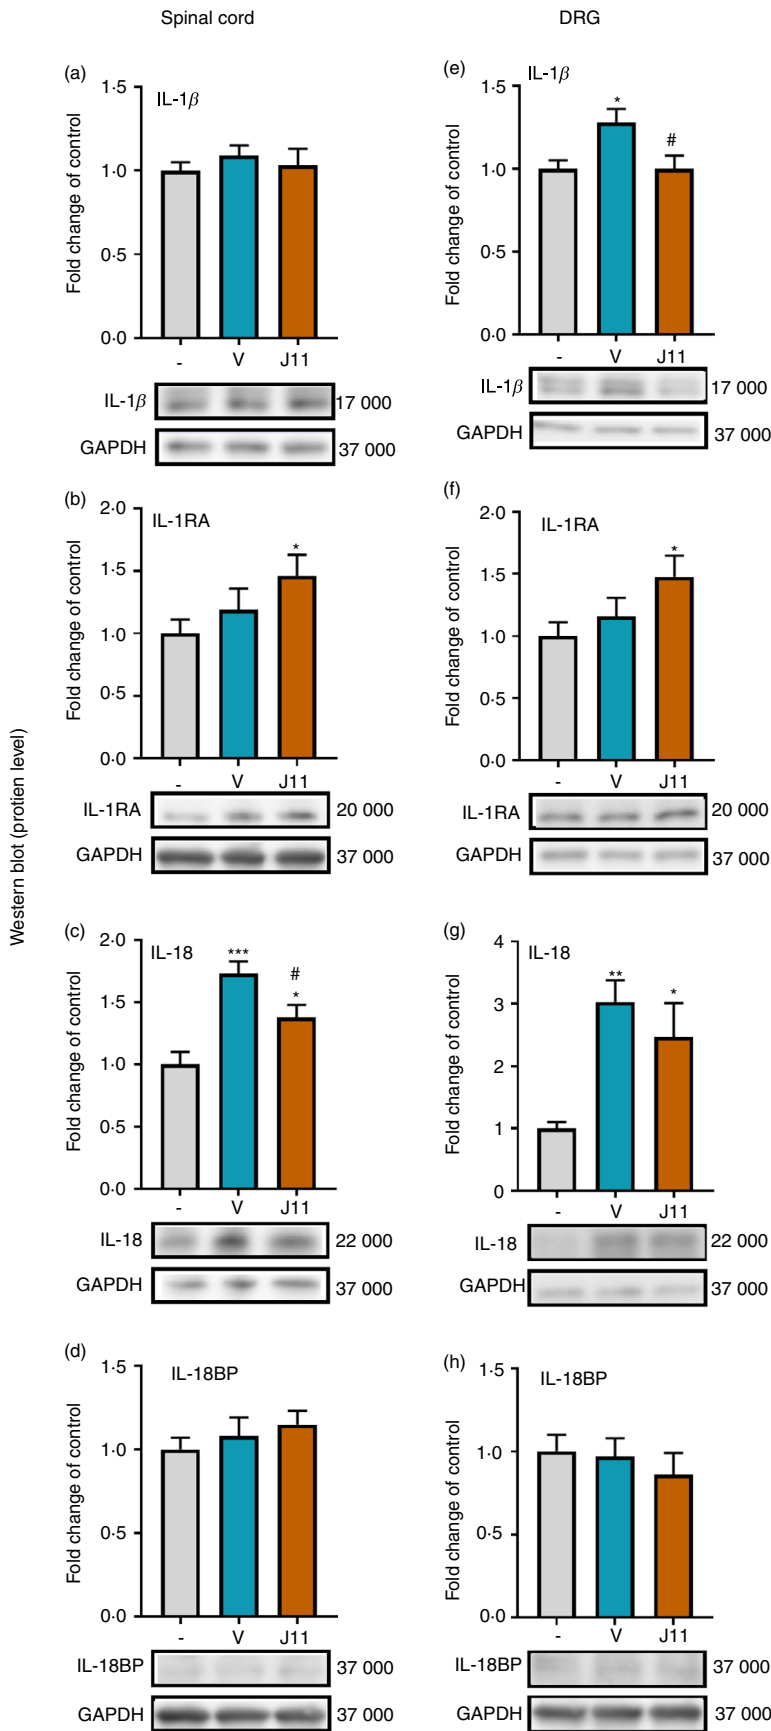 Spinal cord
DRG
Western blot (protien level)
(a)
IL-1β
Fold change of control
1·5
1·0
0·5
0·0
- V J11
IL-1β 17 000
GAPDH 37 000
(e)
IL-1β
*
#
Fold change of control
1·5
1·0
0·5
0·0
- V J11
IL-1β 17 000
GAPDH 37 000
(b)
IL-1RA
*
Fold change of control
2·0
1·5
1·0
0·5
0·0
- V J11
IL-1RA 20 000
GAPDH 37 000
(f)
IL-1RA
*
Fold change of control
2·0
1·5
1·0
0·5
0·0
- V J11
IL-1RA 20 000
GAPDH 37 000
(c)
IL-18
***
#
*
Fold change of control
2·0
1·5
1·0
0·5
0·0
- V J11
IL-18 22 000
GAPDH 37 000
(g)
IL-18
**
*
Fold change of control
4
3
2
1
0
- V J11
IL-18 22 000
GAPDH 37 000
(d)
IL-18BP
Fold change of control
1·5
1·0
0·5
0·0
- V J11
IL-18BP 37 000
GAPDH 37 000
(h)
IL-18BP
Fold change of control
1·5
1·0
0·5
0·0
- V J11
IL-18BP 37 000
GAPDH 37 000